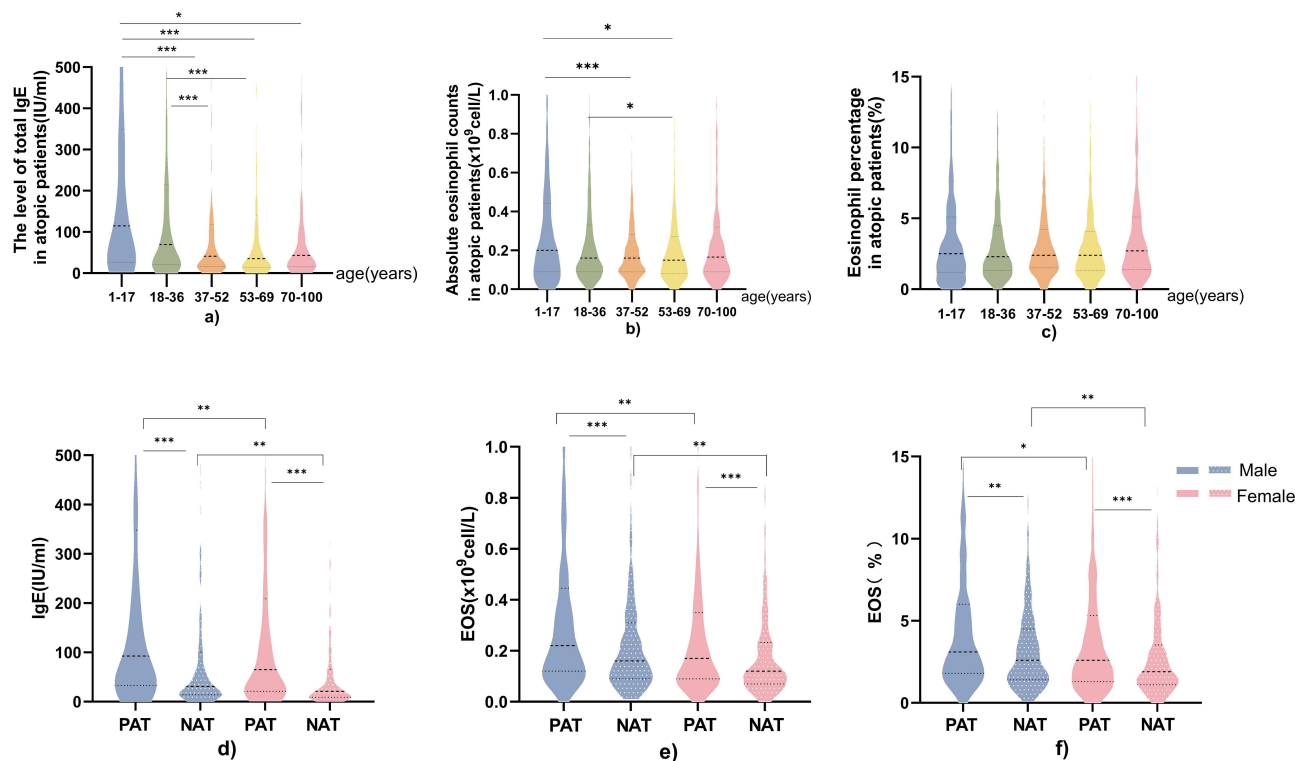 *
***
***
***
***
The level of total IgE
in atopic patients(IU/ml)
500
400
300
200
100
0
1-17 18-36 37-52 53-69 70-100
age(years)
a)
*
***
*
Absolute eosinophil counts
in atopic patients(x10⁹cell/L)
1.0
0.8
0.6
0.4
0.2
0.0
1-17 18-36 37-52 53-69 70-100
age(years)
b)
Eosinophil percentage
in atopic patients(%)
15
10
5
0
1-17 18-36 37-52 53-69 70-100
age(years)
c)
**
***
**
***
IgE(IU/ml)
500
400
300
200
100
0
PAT NAT PAT NAT
d)
**
***
**
***
EOS(x10⁹cell/L)
1.0
0.8
0.6
0.4
0.2
0.0
PAT NAT PAT NAT
e)
**
*
**
***
EOS( % )
15
10
5
0
PAT NAT PAT NAT
f)
Male
Female